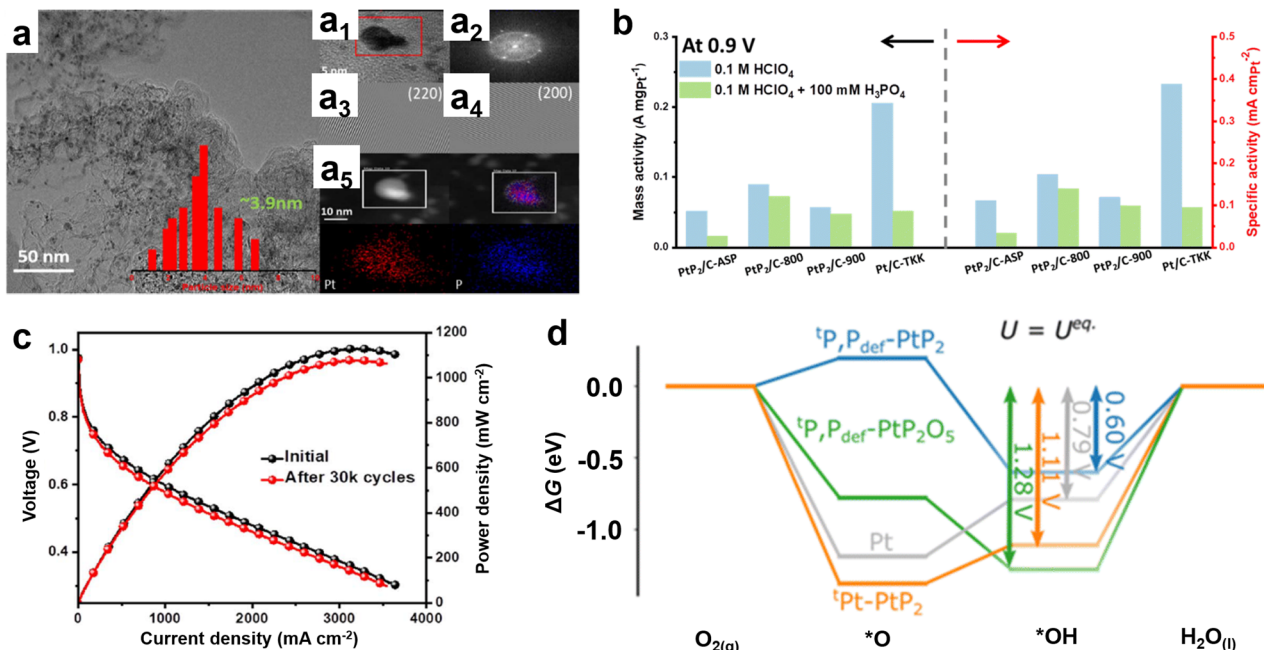 a
50 nm
~3.9nm
a1
5 nm
a2
a3
(220)
a4
(200)
a5
10 nm
Pt
P
b
At 0.9 V
0.1 M HClO4
0.1 M HClO4 + 100 mM H3PO4
Mass activity (A mgPt-1)
0.3
0.2
0.1
0.0
PtP2/C-ASP
PtP2/C-800
PtP2/C-900
Pt/C-TKK
PtP2/C-ASP
PtP2/C-800
PtP2/C-900
Pt/C-TKK
0.5
0.4
0.3
0.2
0.1
0.0
Specific activity (mA cmPt-2)
c
Voltage (V)
1.0
0.8
0.6
0.4
Initial
After 30k cycles
0
1000
2000
3000
4000
Current density (mA cm-2)
1200
1000
800
600
400
200
0
Power density (mW cm-2)
d
ΔG (eV)
0.0
-0.5
-1.0
U = Ueq.
tP,Pdef-PtP2
tP,Pdef-PtP2O5
Pt
tPt-PtP2
1.28 V
1.11 V
0.79 V
0.60 V
O2(g)
*O
*OH
H2O(l)